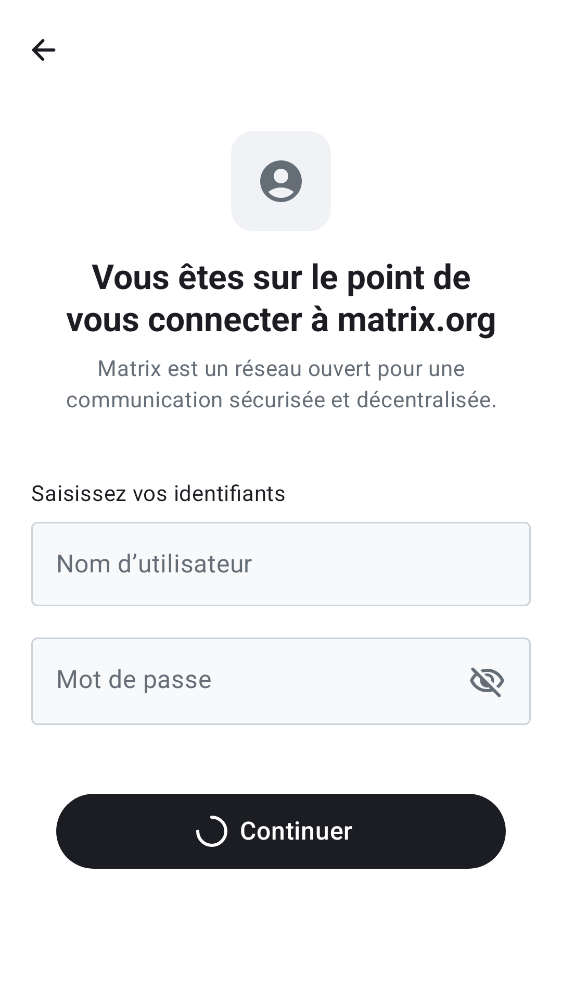 Vous êtes sur le point de
vous connecter à matrix.org
Matrix est un réseau ouvert pour une
communication sécurisée et décentralisée.
Saisissez vos identifiants
Nom d’utilisateur
Mot de passe
Continuer